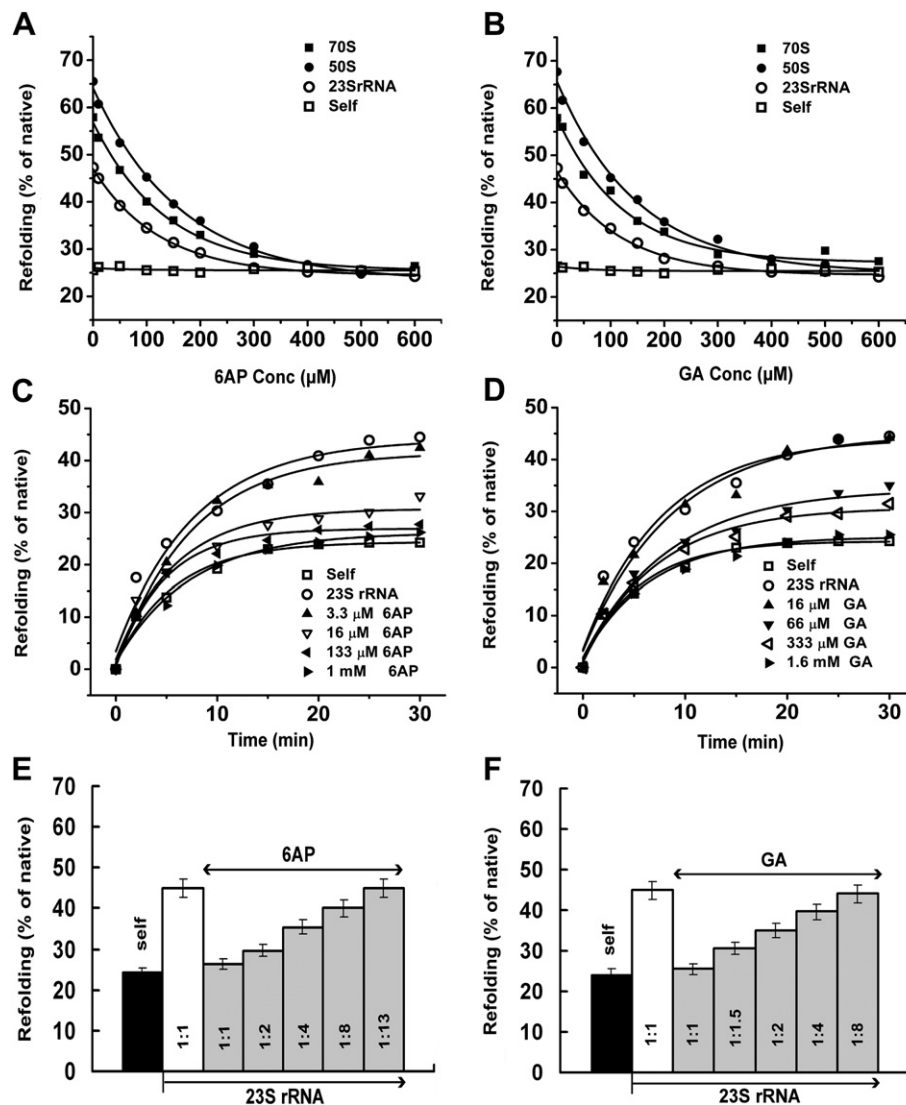 A
Refolding (% of native)
70
60
50
40
30
20
70S
50S
23SrRNA
Self
0 100 200 300 400 500 600
6AP Conc (µM)
B
Refolding (% of native)
70
60
50
40
30
20
70S
50S
23SrRNA
Self
0 100 200 300 400 500 600
GA Conc (µM)
C
Refolding (% of native)
50
40
30
20
10
0
Self
23S rRNA
3.3 µM 6AP
16 µM 6AP
133 µM 6AP
1 mM 6AP
0 10 20 30
Time (min)
D
Refolding (% of native)
50
40
30
20
10
0
Self
23S rRNA
16 µM GA
66 µM GA
333 µM GA
1.6 mM GA
0 10 20 30
Time (min)
E
Refolding (% of native)
70
60
50
40
30
20
10
0
6AP
self
1:1
1:1
1:2
1:4
1:8
1:13
23S rRNA
F
Refolding (% of native)
70
60
50
40
30
20
10
0
GA
self
1:1
1:1
1:1.5
1:2
1:4
1:8
23S rRNA